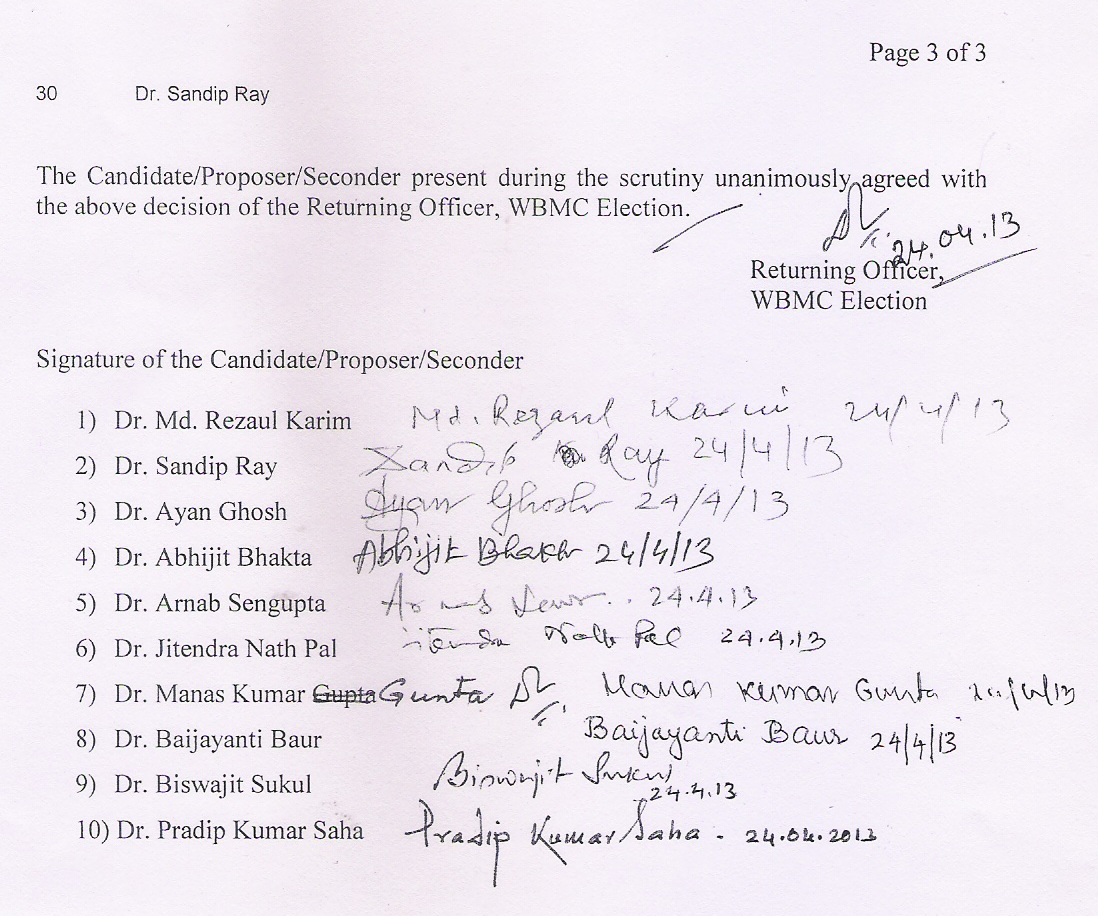 Page 3 of 3
30 Dr. Sandip Ray
The Candidate/Proposer/Seconder present during the scrutiny unanimously agreed with
the above decision of the Returning Officer, WBMC Election.
24.04.13
Returning Officer,
WBMC Election
Signature of the Candidate/Proposer/Seconder
1) Dr. Md. Rezaul Karim Md. Rezaul Karim 24/4/13
2) Dr. Sandip Ray Sandip Ray 24/4/13
3) Dr. Ayan Ghosh Ayan Ghosh 24/4/13
4) Dr. Abhijit Bhakta Abhijit Bhakta 24/4/13
5) Dr. Arnab Sengupta Arnab 24.4.13
6) Dr. Jitendra Nath Pal Jitendra Nath Pal 24.4.13
7) Dr. Manas Kumar Gupta Gunta Manas Kumar Gunta
8) Dr. Baijayanti Baur Baijayanti Baur 24/4/13
9) Dr. Biswajit Sukul Biswajit Sukul
24.4.13
10) Dr. Pradip Kumar Saha Pradip Kumar Saha - 24.04.2013